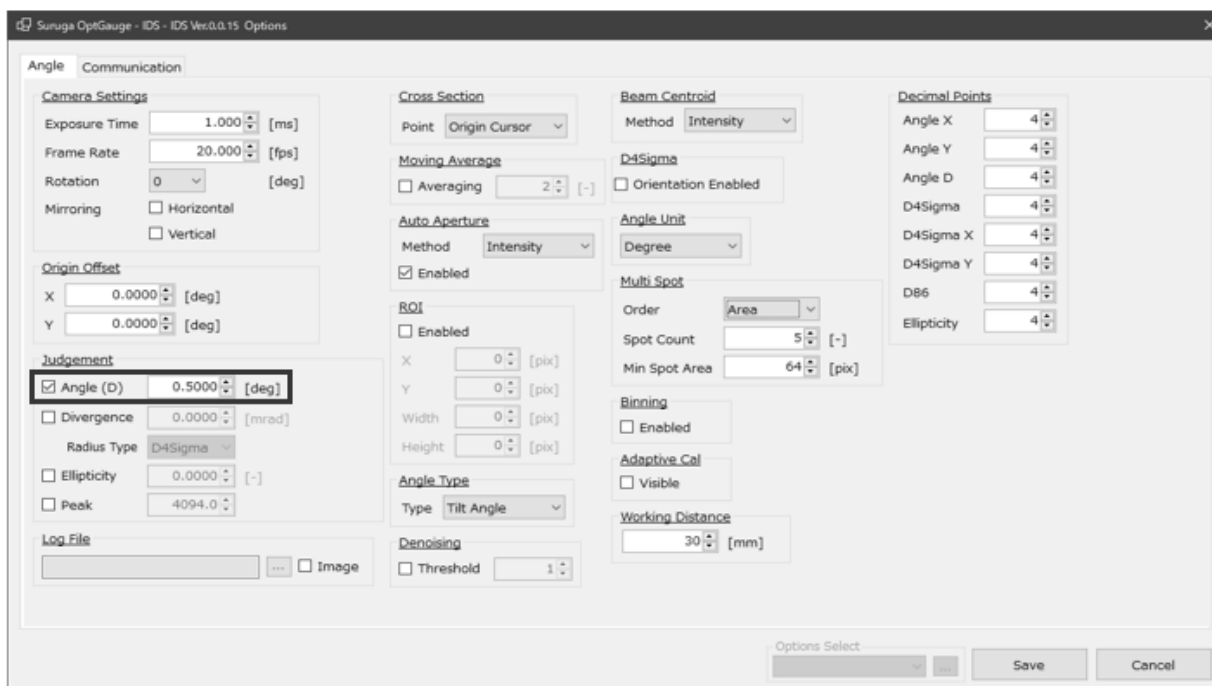 Suruga OptGauge - IDS - IDS Ver.0.0.15 Options
Angle Communication
Camera Settings
Exposure Time 1.000 [ms]
Frame Rate 20.000 [fps]
Rotation 0 [deg]
Mirroring Horizontal
Vertical
Origin Offset
X 0.0000 [deg]
Y 0.0000 [deg]
Judgement
Angle (D) 0.5000 [deg]
Divergence 0.0000 [mrad]
Radius Type D4Sigma
Ellipticity 0.0000 [-]
Peak 4094.0
Log File
... Image
Cross Section
Point Origin Cursor
Moving Average
Averaging 2 [-]
Auto Aperture
Method Intensity
Enabled
ROI
Enabled
X 0 [pix]
Y 0 [pix]
Width 0 [pix]
Height 0 [pix]
Angle Type
Type Tilt Angle
Denoising
Threshold 1
Beam Centroid
Method Intensity
D4Sigma
Orientation Enabled
Angle Unit
Degree
Multi Spot
Order Area
Spot Count 5 [-]
Min Spot Area 64 [pix]
Binning
Enabled
Adaptive Cal
Visible
Working Distance
30 [mm]
Decimal Points
Angle X 4
Angle Y 4
Angle D 4
D4Sigma 4
D4Sigma X 4
D4Sigma Y 4
D86 4
Ellipticity 4
Options Select
... Save Cancel